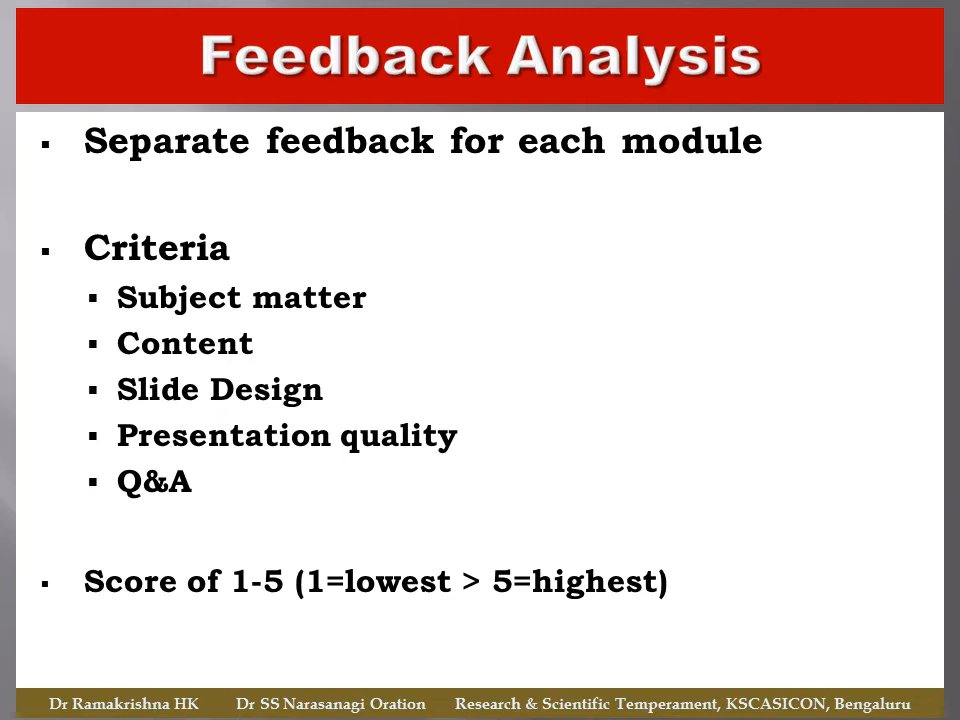 Feedback Analysis
▪ Separate feedback for each module
▪ Criteria
▪ Subject matter
▪ Content
▪ Slide Design
▪ Presentation quality
▪ Q&A
▪ Score of 1-5 (1=lowest > 5=highest)
Dr Ramakrishna HK Dr SS Narasanagi Oration Research & Scientific Temperament, KSCASICON, Bengaluru